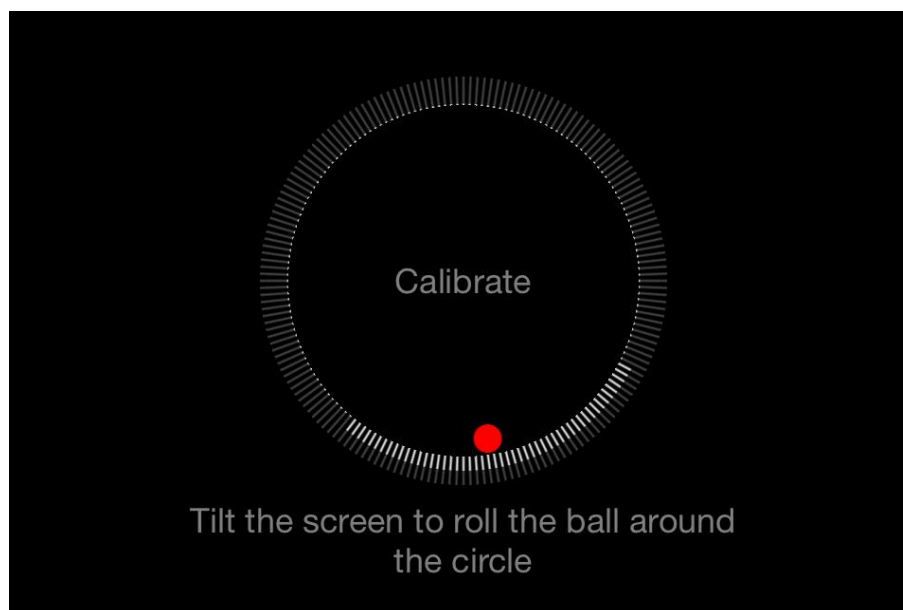 Calibrate
Tilt the screen to roll the ball around
the circle